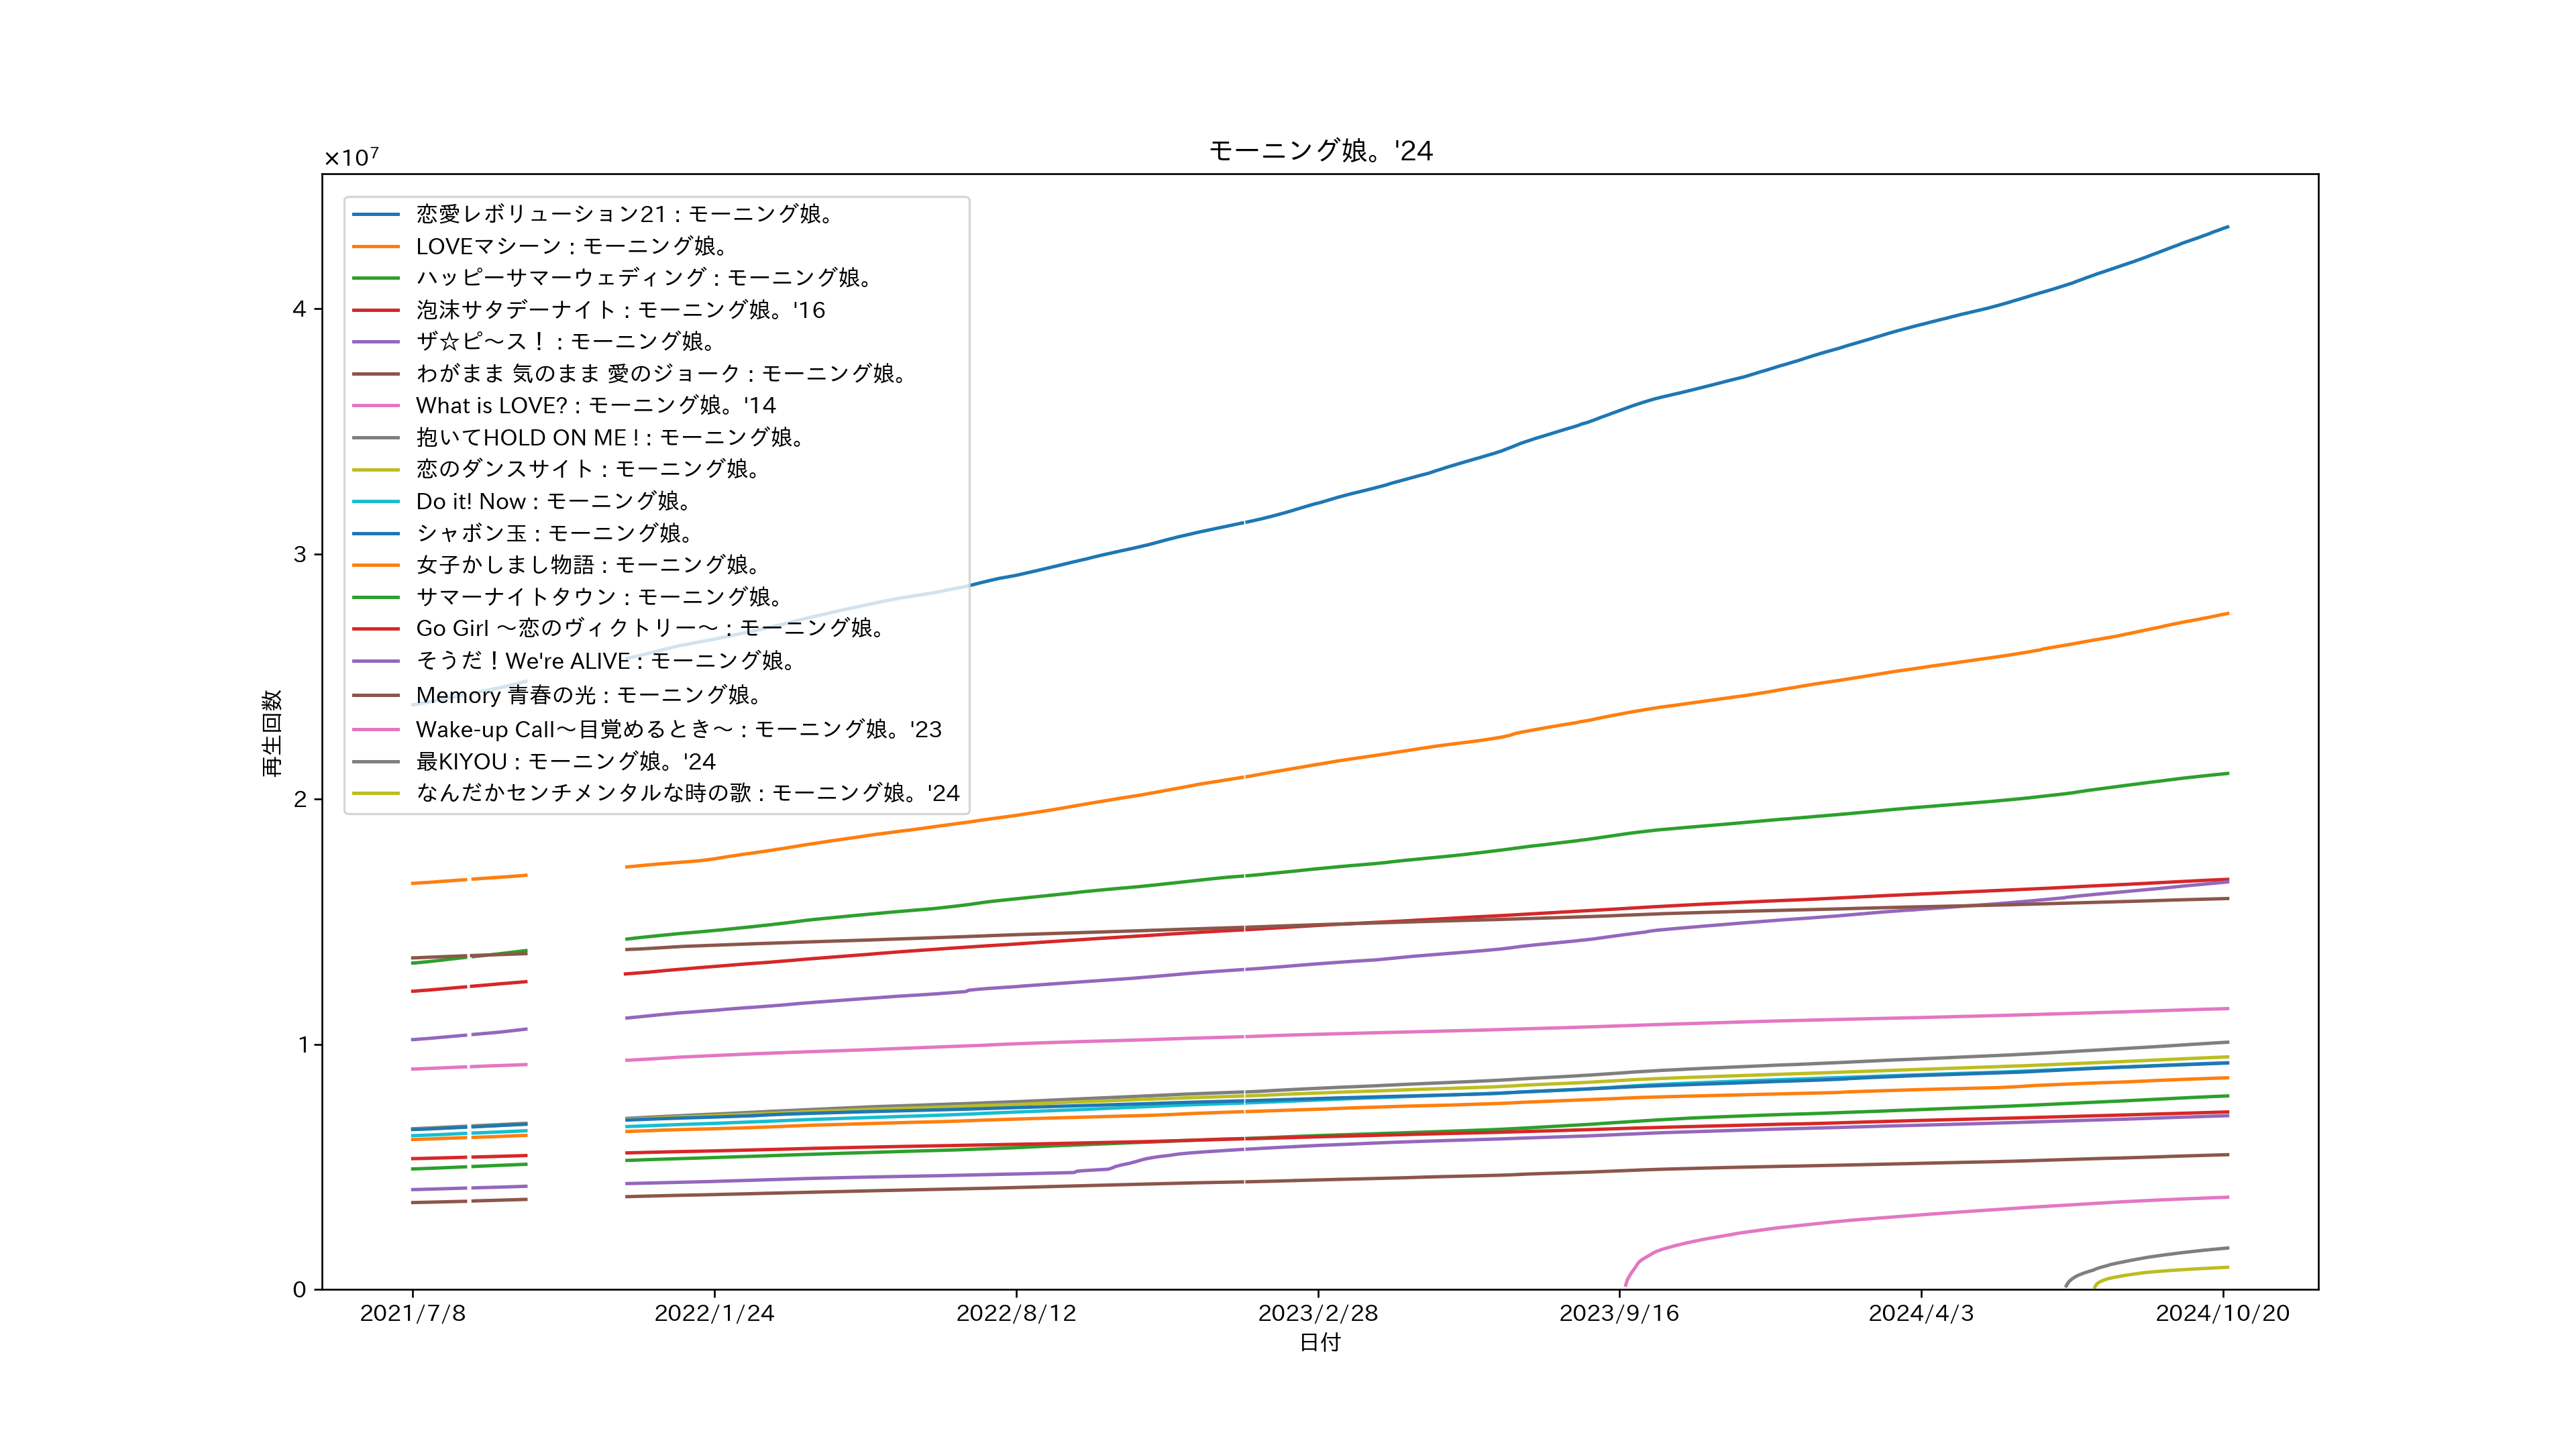 モーニング娘。'24
×10⁷
恋愛レボリューション21 : モーニング娘。
LOVEマシーン : モーニング娘。
ハッピーサマーウェディング : モーニング娘。
泡沫サタデーナイト : モーニング娘。'16
ザ☆ピ～ス！ : モーニング娘。
わがまま 気のまま 愛のジョーク : モーニング娘。
What is LOVE? : モーニング娘。'14
抱いてHOLD ON ME ! : モーニング娘。
恋のダンスサイト : モーニング娘。
Do it! Now : モーニング娘。
シャボン玉 : モーニング娘。
女子かしまし物語 : モーニング娘。
サマーナイトタウン : モーニング娘。
Go Girl ～恋のヴィクトリー～ : モーニング娘。
そうだ！We're ALIVE : モーニング娘。
Memory 青春の光 : モーニング娘。
Wake-up Call～目覚めるとき～ : モーニング娘。'23
最KIYOU : モーニング娘。'24
なんだかセンチメンタルな時の歌 : モーニング娘。'24
4
3
2
1
0
再生回数
2021/7/8 2022/1/24 2022/8/12 2023/2/28 2023/9/16 2024/4/3 2024/10/20
日付